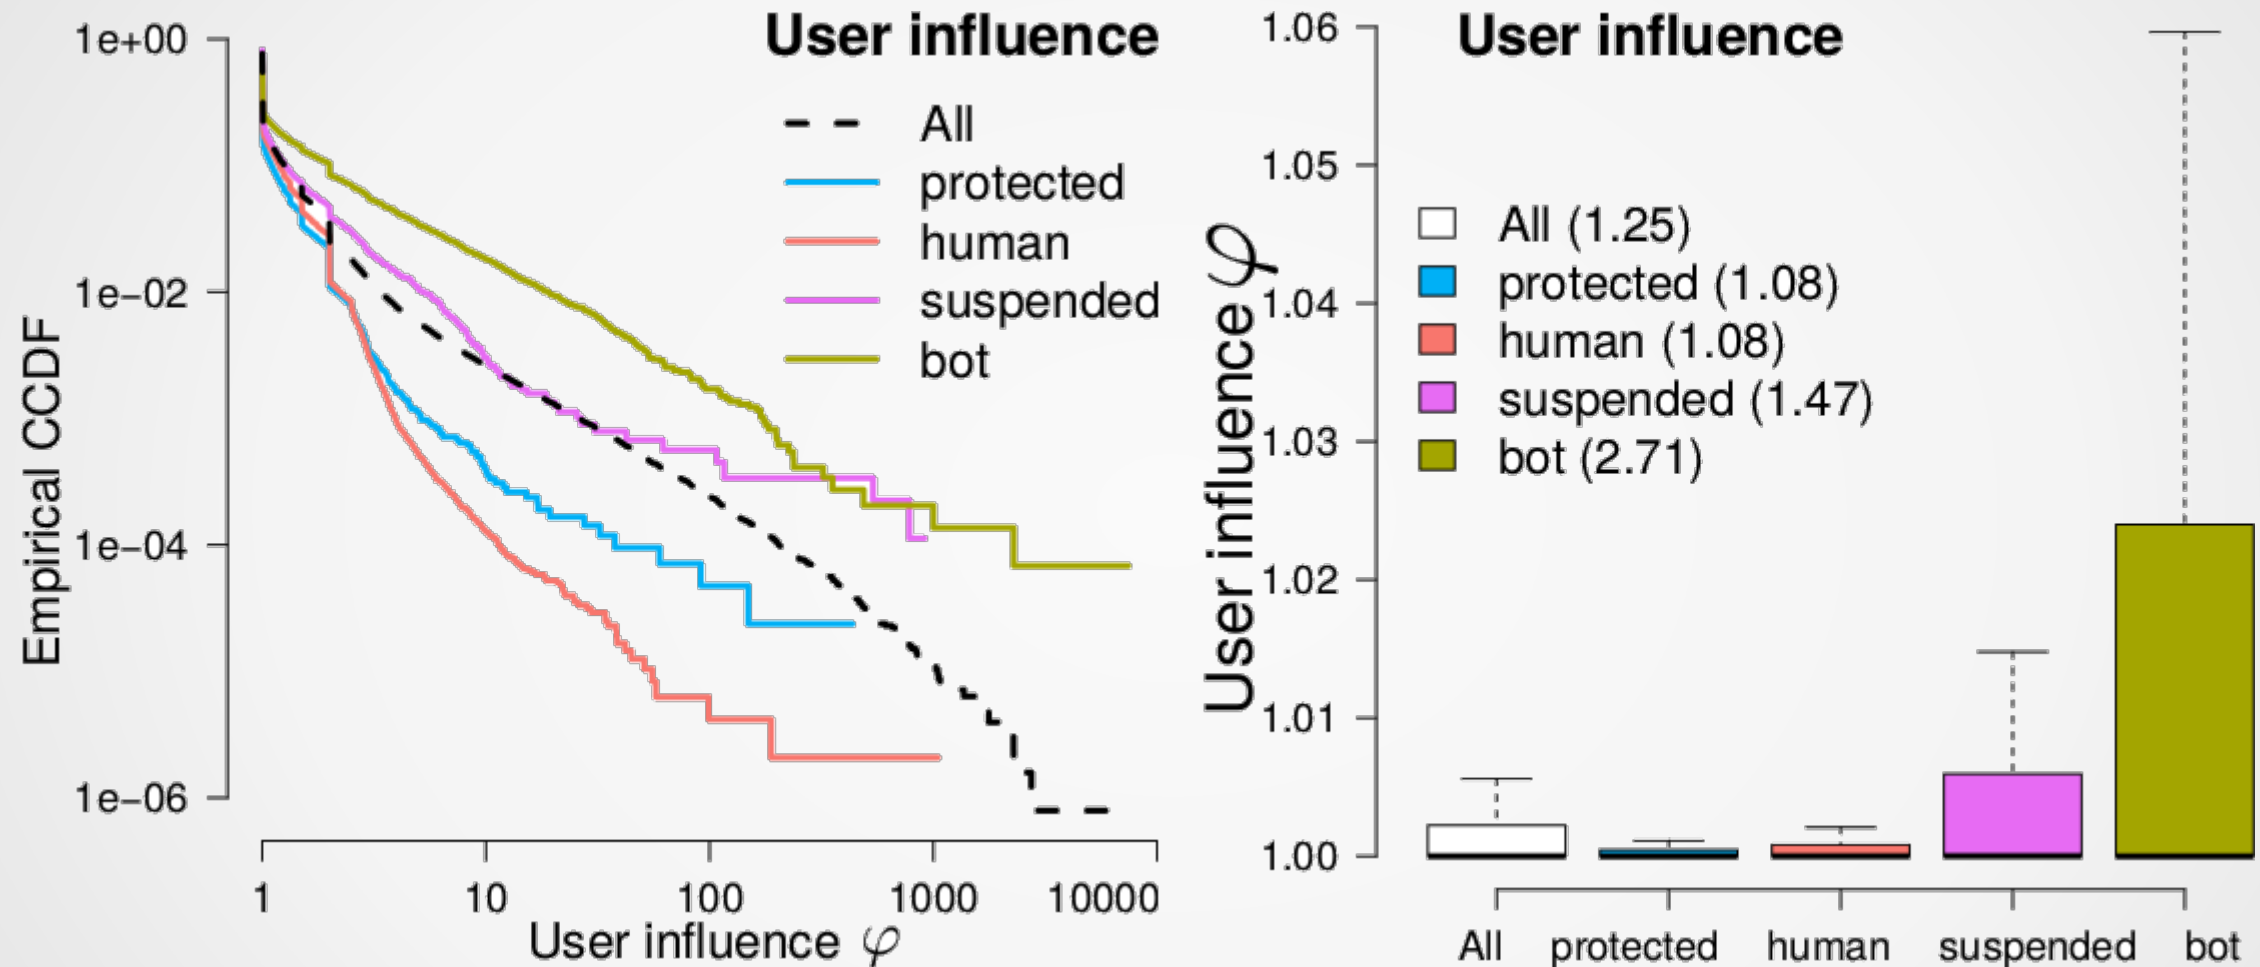 User influence
1e+00
1e−02
1e−04
1e−06
Empirical CCDF
All
protected
human
suspended
bot
1 10 100 1000 10000
User influence φ
User influence
1.06
1.05
1.04
1.03
1.02
1.01
1.00
User influence φ
All (1.25)
protected (1.08)
human (1.08)
suspended (1.47)
bot (2.71)
All protected human suspended bot